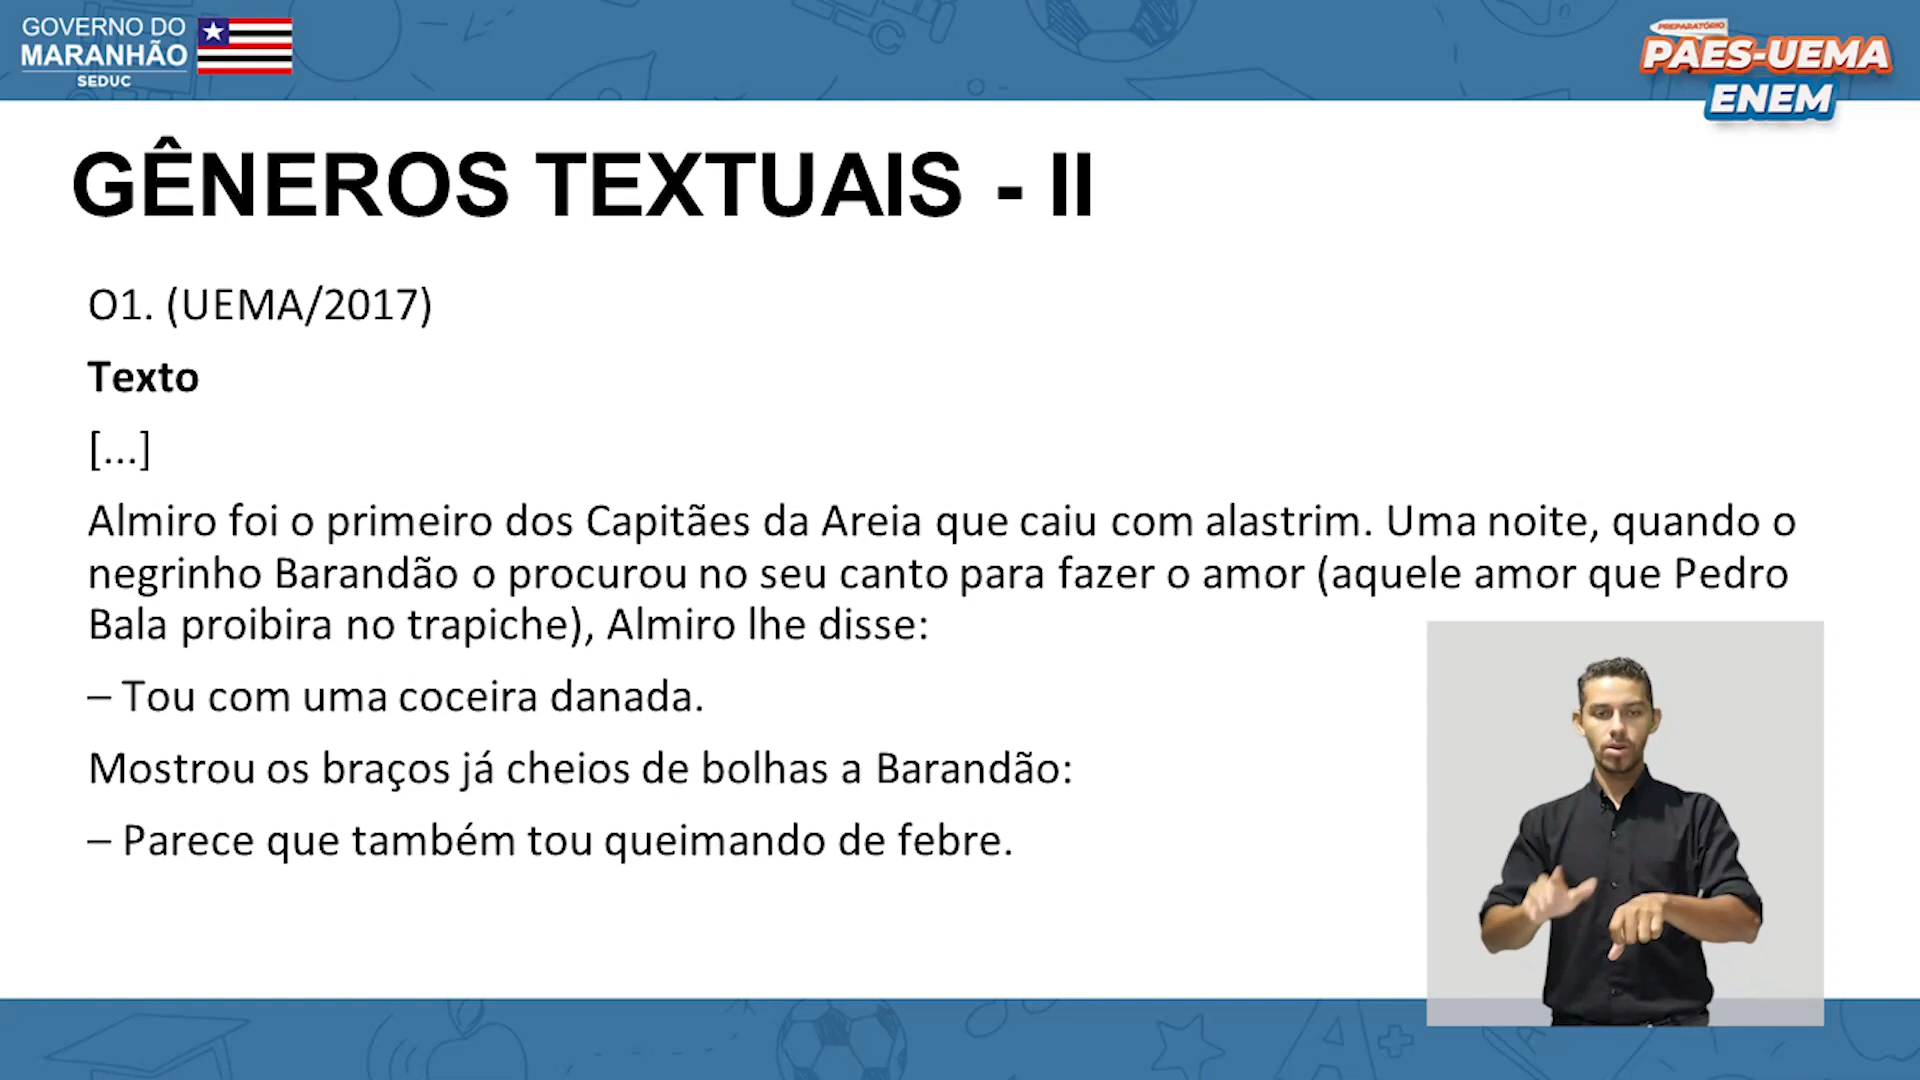 GOVERNO DO
MARANHÃO
SEDUC
PREPARATÓRIO
PAES-UEMA
ENEM
GÊNEROS TEXTUAIS - II
O1. (UEMA/2017)
Texto
[...]
Almiro foi o primeiro dos Capitães da Areia que caiu com alastrim. Uma noite, quando o
negrinho Barandão o procurou no seu canto para fazer o amor (aquele amor que Pedro
Bala proibira no trapiche), Almiro lhe disse:
– Tou com uma coceira danada.
Mostrou os braços já cheios de bolhas a Barandão:
– Parece que também tou queimando de febre.